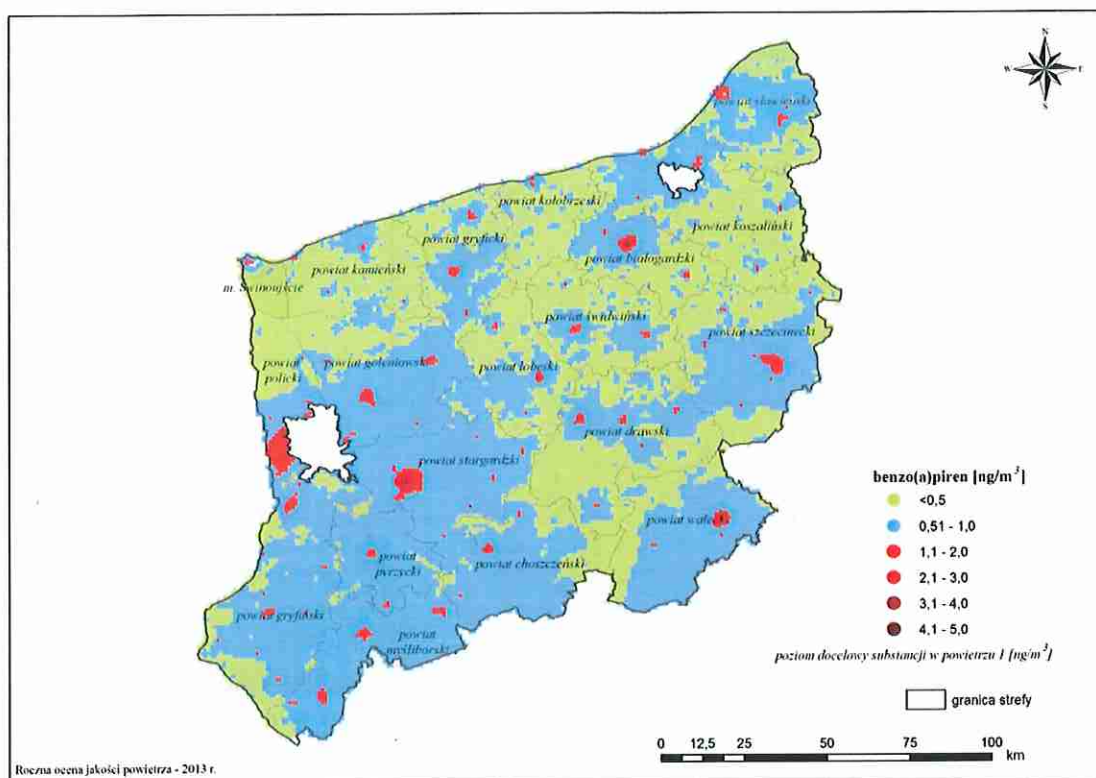 N
W
S
powiat sławieński
powiat kołobrzeski
powiat koszaliński
powiat gryficki
powiat białogardzki
powiat kamieński
m. Świnoujście
powiat świdwiński
powiat szczecinecki
powiat
policki
powiat goleniowski
powiat łobeski
powiat drawski
powiat stargardzki
powiat wałecki
powiat
pyrzycki
powiat choszczeński
powiat gryfiński
powiat
myśliborski
benzo(a)piren [ng/m³]
<0,5
0,51 - 1,0
1,1 - 2,0
2,1 - 3,0
3,1 - 4,0
4,1 - 5,0
poziom docelowy substancji w powietrzu 1 [ng/m³]
granica strefy
0 12,5 25 50 75 100
km
Roczna ocena jakości powietrza - 2013 r.